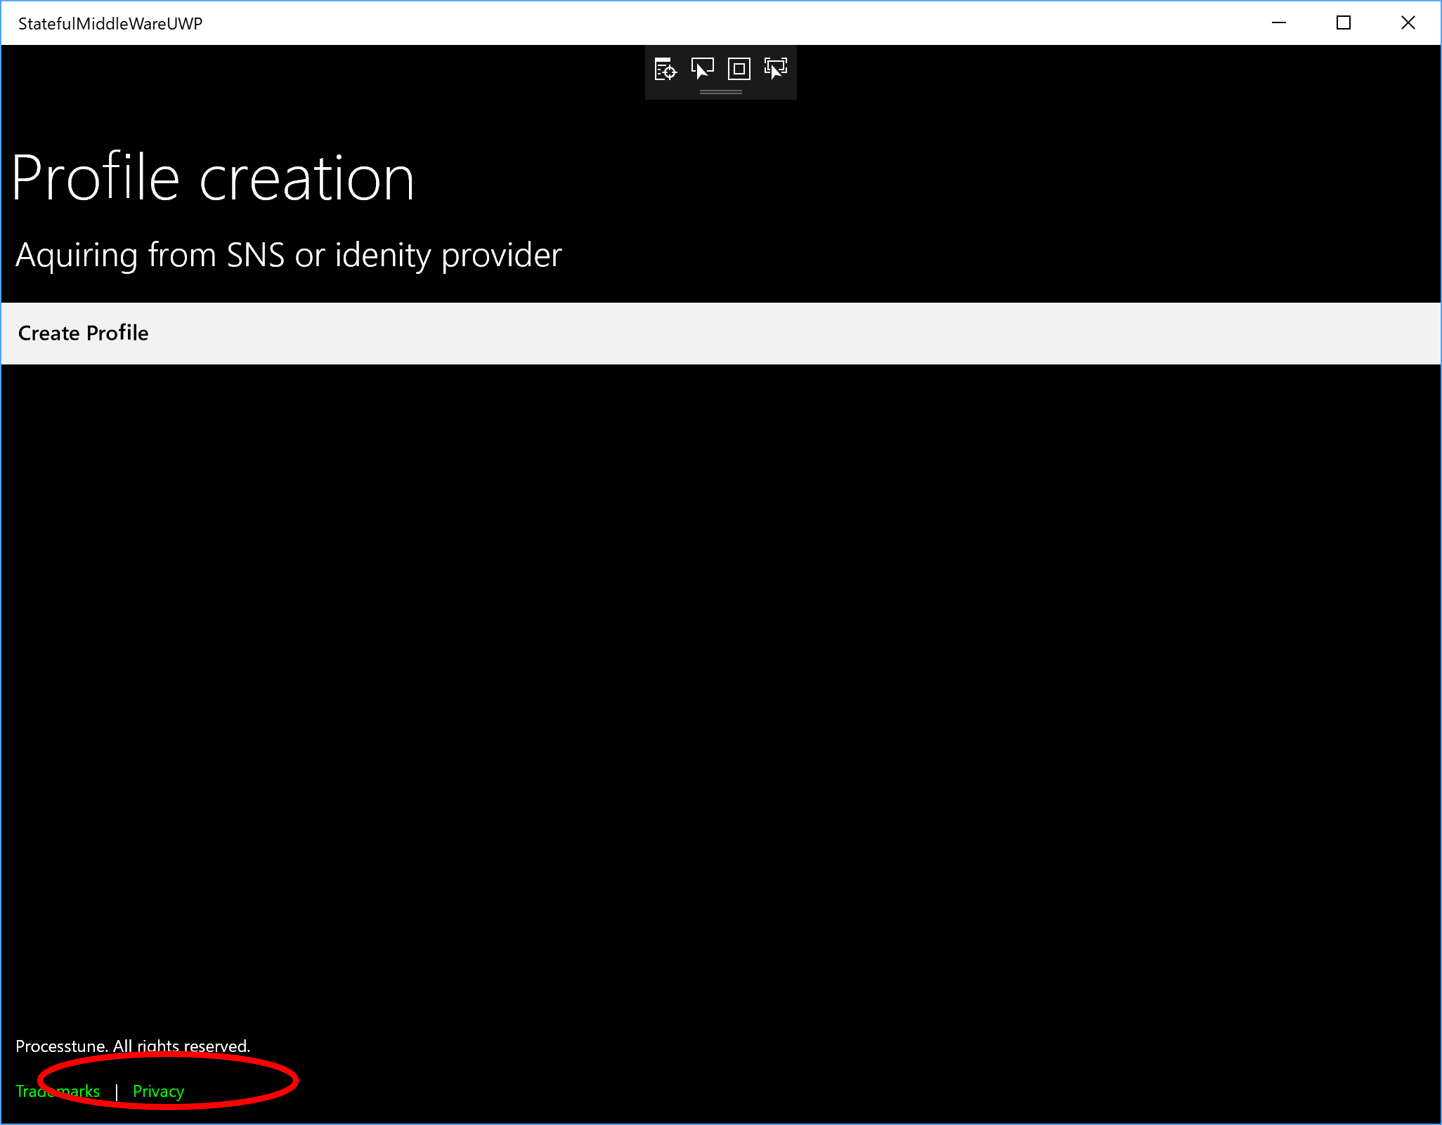 StatefulMiddleWareUWP
Profile creation
Aquiring from SNS or idenity provider
Create Profile
Processtune. All rights reserved.
Trademarks | Privacy